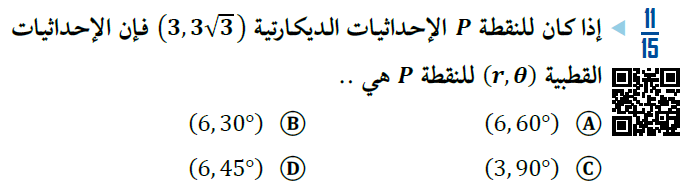 11/15 ◀ إذا كان للنقطة P الإحداثيات الديكارتية (3, 3√3) فإن الإحداثيات
القطبية (r, θ) للنقطة P هي ..
Ⓐ (6, 60°) Ⓑ (6, 30°)
Ⓒ (3, 90°) Ⓓ (6, 45°)